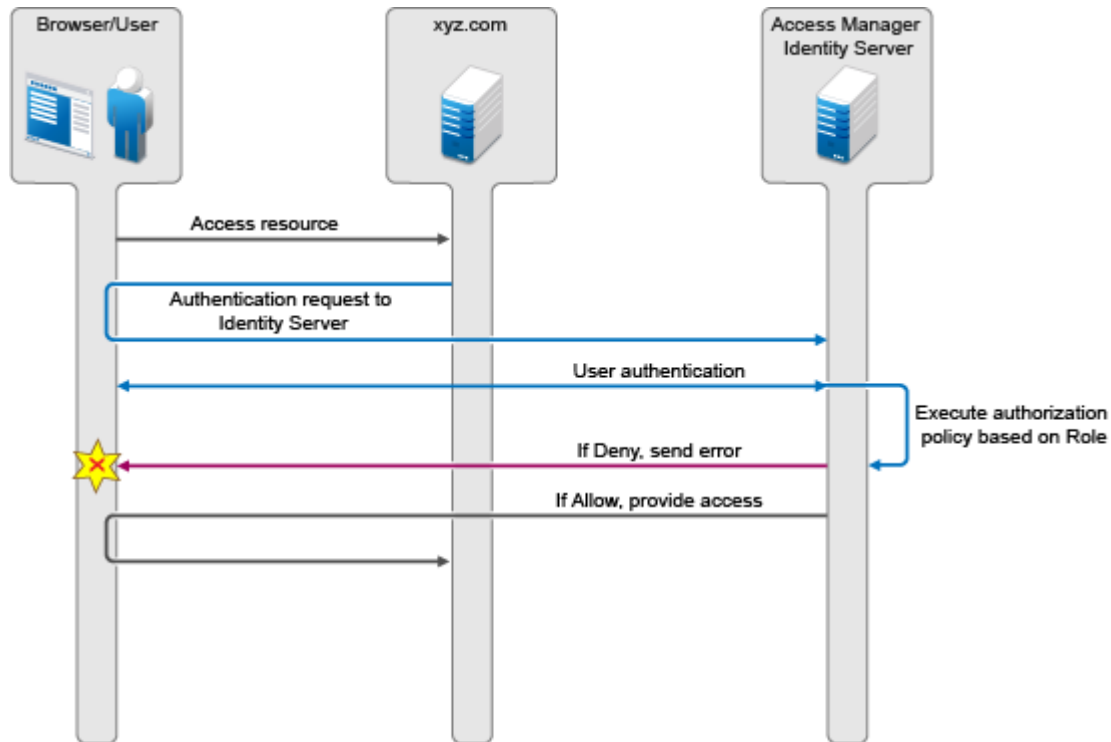 Browser/User
xyz.com
Access Manager
Identity Server
Access resource
Authentication request to
Identity Server
User authentication
Execute authorization
policy based on Role
If Deny, send error
If Allow, provide access